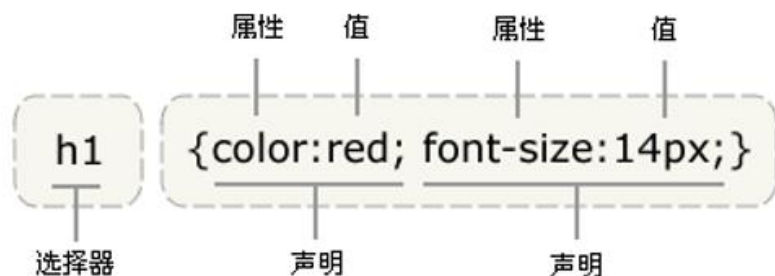 属性 值 属性 值
h1 {color:red; font-size:14px;}
选择器 声明 声明